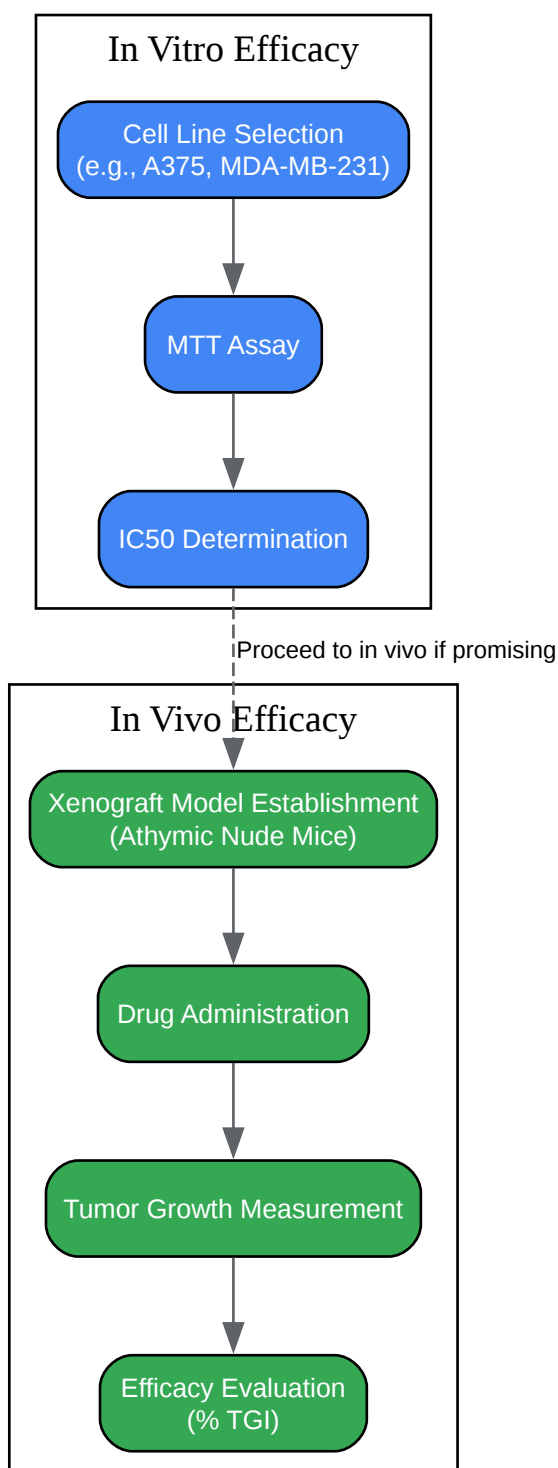 In Vitro Efficacy
Cell Line Selection
(e.g., A375, MDA-MB-231)
MTT Assay
IC50 Determination
Proceed to in vivo if promising
In Vivo Efficacy
Xenograft Model Establishment
(Athymic Nude Mice)
Drug Administration
Tumor Growth Measurement
Efficacy Evaluation
(% TGI)